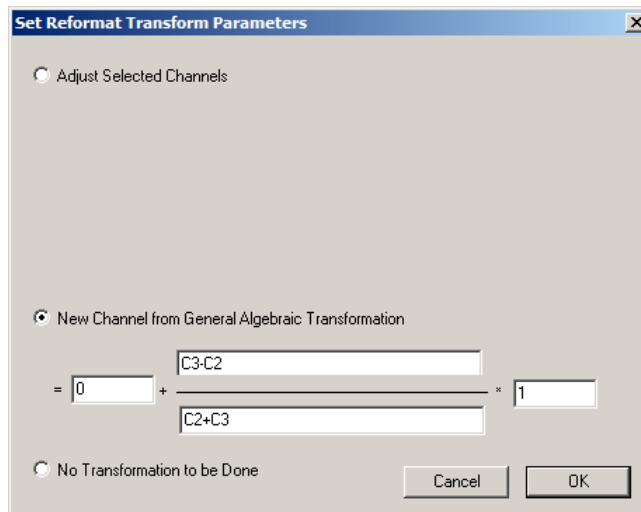 Set Reformat Transform Parameters
Adjust Selected Channels
New Channel from General Algebraic Transformation
C3-C2
= 0 + * 1
C2+C3
No Transformation to be Done
Cancel OK